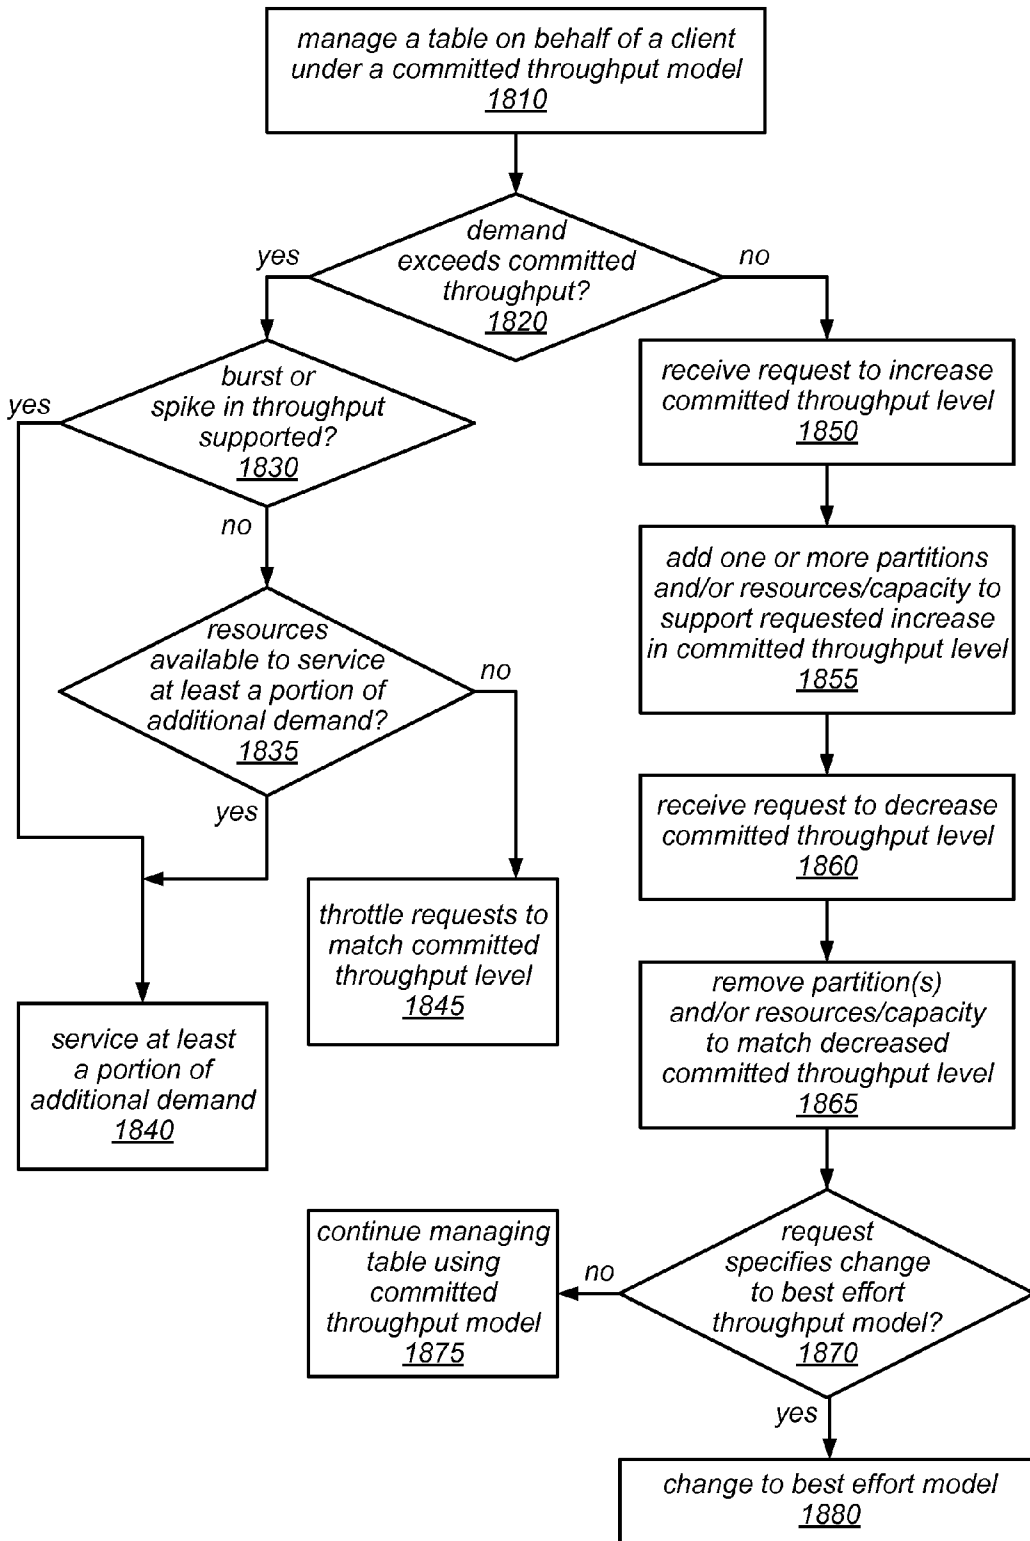 manage a table on behalf of a client
under a committed throughput model
1810
demand
exceeds committed
throughput?
1820
yes
no
burst or
spike in throughput
supported?
1830
yes
no
resources
available to service
at least a portion of
additional demand?
1835
no
yes
throttle requests to
match committed
throughput level
1845
service at least
a portion of
additional demand
1840
receive request to increase
committed throughput level
1850
add one or more partitions
and/or resources/capacity to
support requested increase
in committed throughput level
1855
receive request to decrease
committed throughput level
1860
remove partition(s)
and/or resources/capacity
to match decreased
committed throughput level
1865
request
specifies change
to best effort
throughput model?
1870
no
yes
continue managing
table using
committed
throughput model
1875
change to best effort model
1880